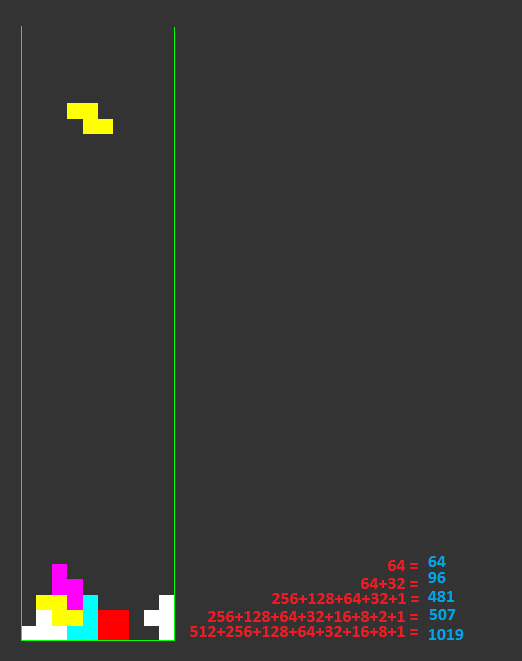 64 = 64
64+32 = 96
256+128+64+32+1 = 481
256+128+64+32+16+8+2+1 = 507
512+256+128+64+32+16+8+1 = 1019